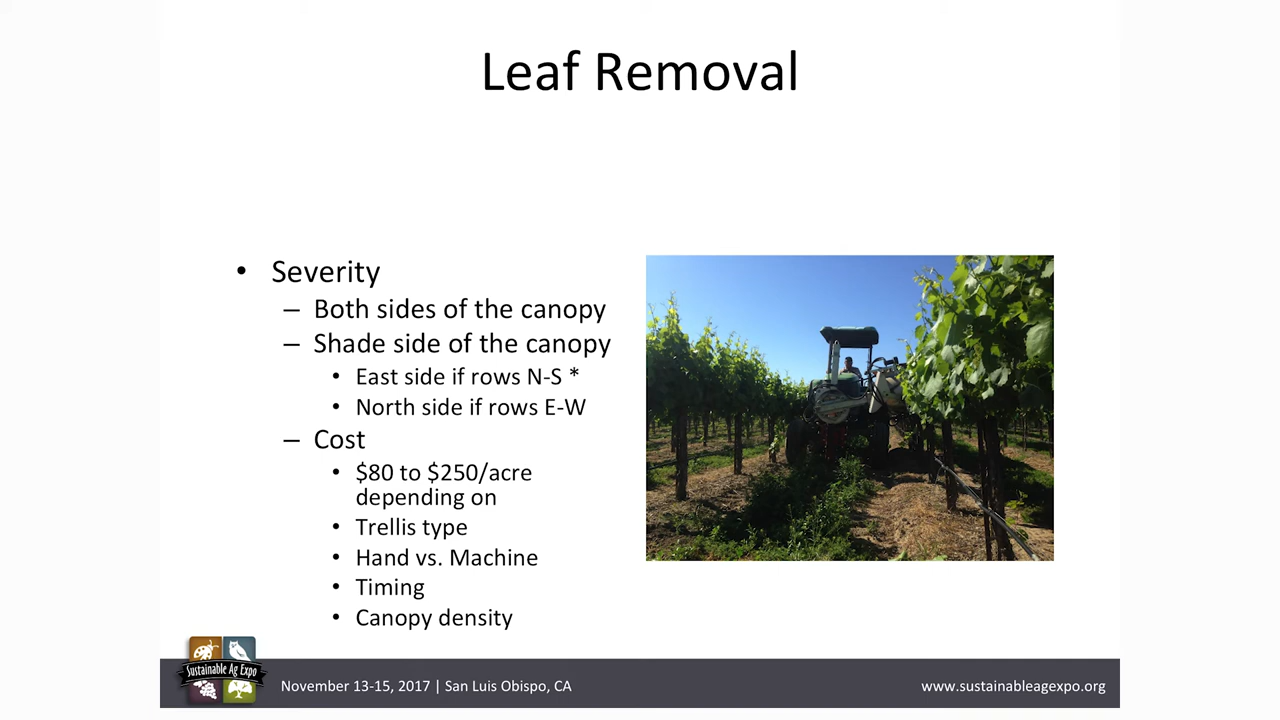 Leaf Removal
• Severity
– Both sides of the canopy
– Shade side of the canopy
• East side if rows N-S *
• North side if rows E-W
– Cost
• $80 to $250/acre
depending on
• Trellis type
• Hand vs. Machine
• Timing
• Canopy density
Sustainable Ag Expo
November 13-15, 2017 | San Luis Obispo, CA
www.sustainableagexpo.org